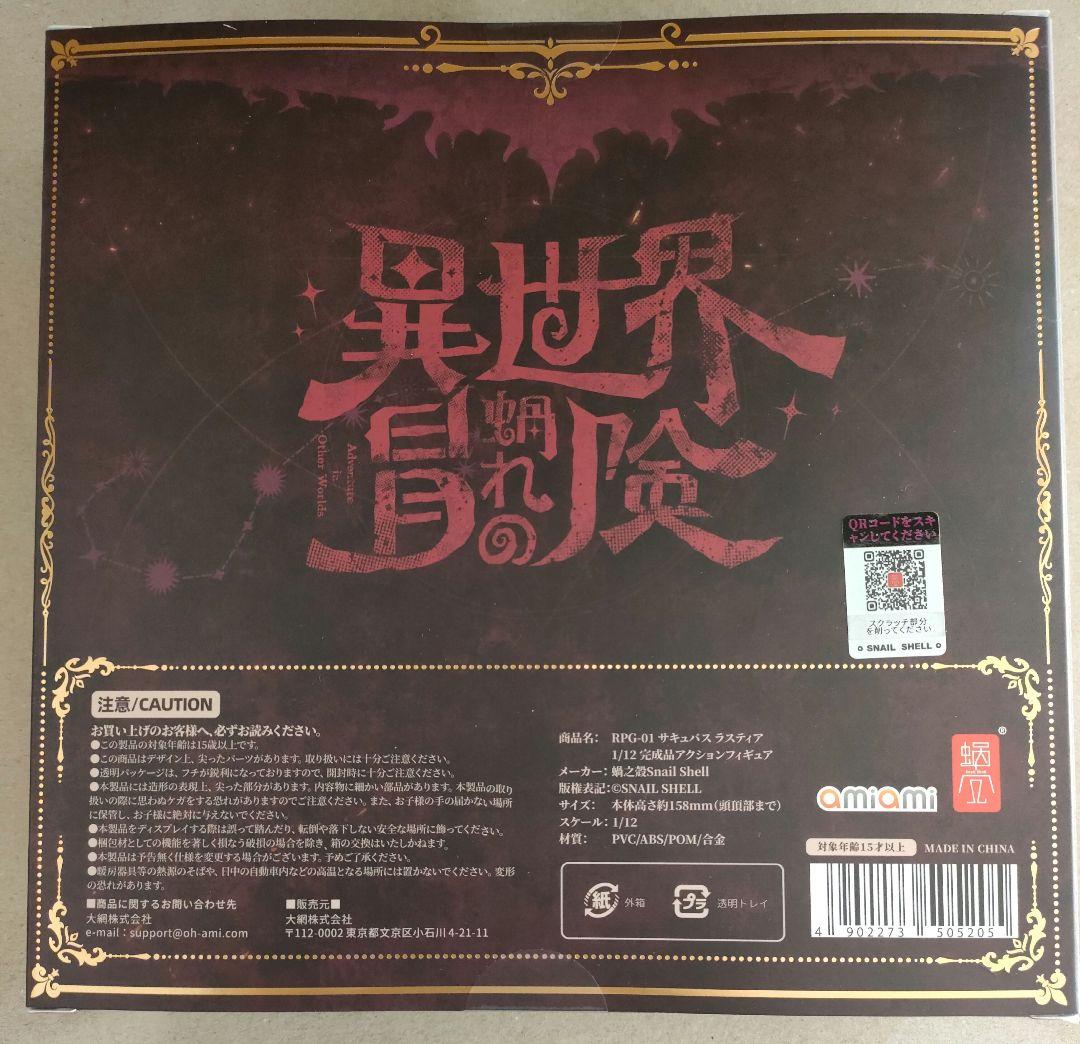 異世界
蝸れの
冒険
Adventure
in
Other Worlds
QRコードをスキ
ャンしてください
スクラッチ部分
を削ってください
SNAIL SHELL
注意/CAUTION
お買い上げのお客様へ、必ずお読みください。
●この製品の対象年齢は15歳以上です。
●この商品はデザイン上、尖ったパーツがあります。取り扱いには十分ご注意ください。
●透明パッケージは、フチが鋭利になっておりますので、開封時に十分ご注意ください。
●本製品には造形の表現上、尖った部分があります。内容物に細かい部品があります。本製品の取り
扱いの際に思わぬケガをする恐れがありますのでご注意ください。また、お子様の手の届かない場所
に保管し、お子様に絶対に与えないでください。
●本製品をディスプレイする際は誤って踏んだり、転倒や落下しない安全な場所に飾ってください。
●梱包材としての機能を著しく損なう破損の場合を除き、箱の交換はいたしかねます。
●本製品は予告無く仕様を変更する場合がございます。予めご了承ください。
●暖房器具等の熱源のそばや、日中の自動車内などの高温となる場所には置かないでください。変形
の恐れがあります。
■商品に関するお問い合わせ先
大網株式会社
e-mail：support@oh-ami.com
■販売元■
大網株式会社
〒112-0002 東京都文京区小石川 4-21-11
商品名： RPG-01 サキュバス ラスティア
1/12 完成品アクションフィギュア
メーカー：蝸之殼Snail Shell
版権表記：©SNAIL SHELL
サイズ： 本体高さ約158mm（頭頂部まで）
スケール：1/12
材質： PVC/ABS/POM/合金
紙 外箱
プラ 透明トレイ
amiami
蝸
®
対象年齢15才以上
MADE IN CHINA
4 902273 505205